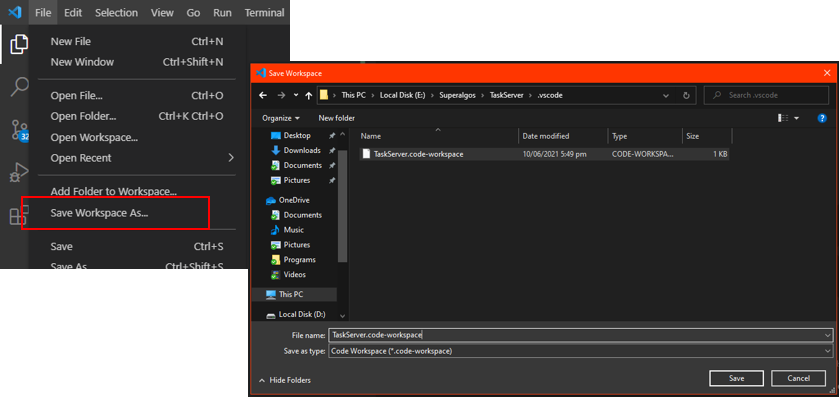 File Edit Selection View Go Run Terminal
New File Ctrl+N
New Window Ctrl+Shift+N
Open File... Ctrl+O
Open Folder... Ctrl+K Ctrl+O
Open Workspace...
Open Recent
Add Folder to Workspace...
Save Workspace As...
Save Ctrl+S
Save As Ctrl+Shift+S
32
Save Workspace
This PC Local Disk (E:) Superalgos TaskServer .vscode
Search .vscode
Organize New folder
Desktop
Downloads
Documents
Pictures
OneDrive
Documents
Music
Pictures
Programs
Videos
This PC
Local Disk (D:)
Name Date modified Type Size
TaskServer.code-workspace 10/06/2021 5:49 pm CODE-WORKSPA... 1 KB
File name: TaskServer.code-workspace
Save as type: Code Workspace (*.code-workspace)
Hide Folders
Save Cancel